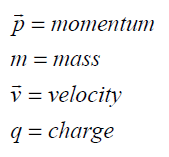 p⃗ = momentum
m = mass
v⃗ = velocity
q = charge